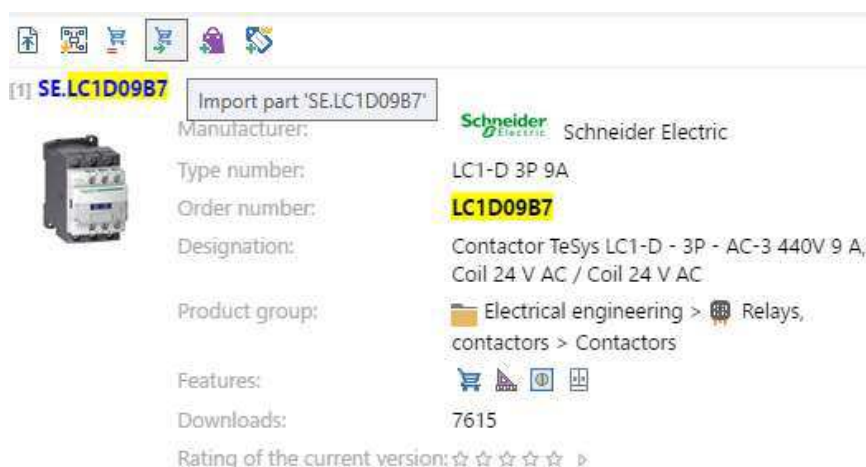 [1] SE.LC1D09B7
Import part 'SE.LC1D09B7'
Manufacturer:
Schneider Electric
Schneider Electric
Type number:
LC1-D 3P 9A
Order number:
LC1D09B7
Designation:
Contactor TeSys LC1-D - 3P - AC-3 440V 9 A,
Coil 24 V AC / Coil 24 V AC
Product group:
Electrical engineering > Relays,
contactors > Contactors
Features:
Downloads:
7615
Rating of the current version: